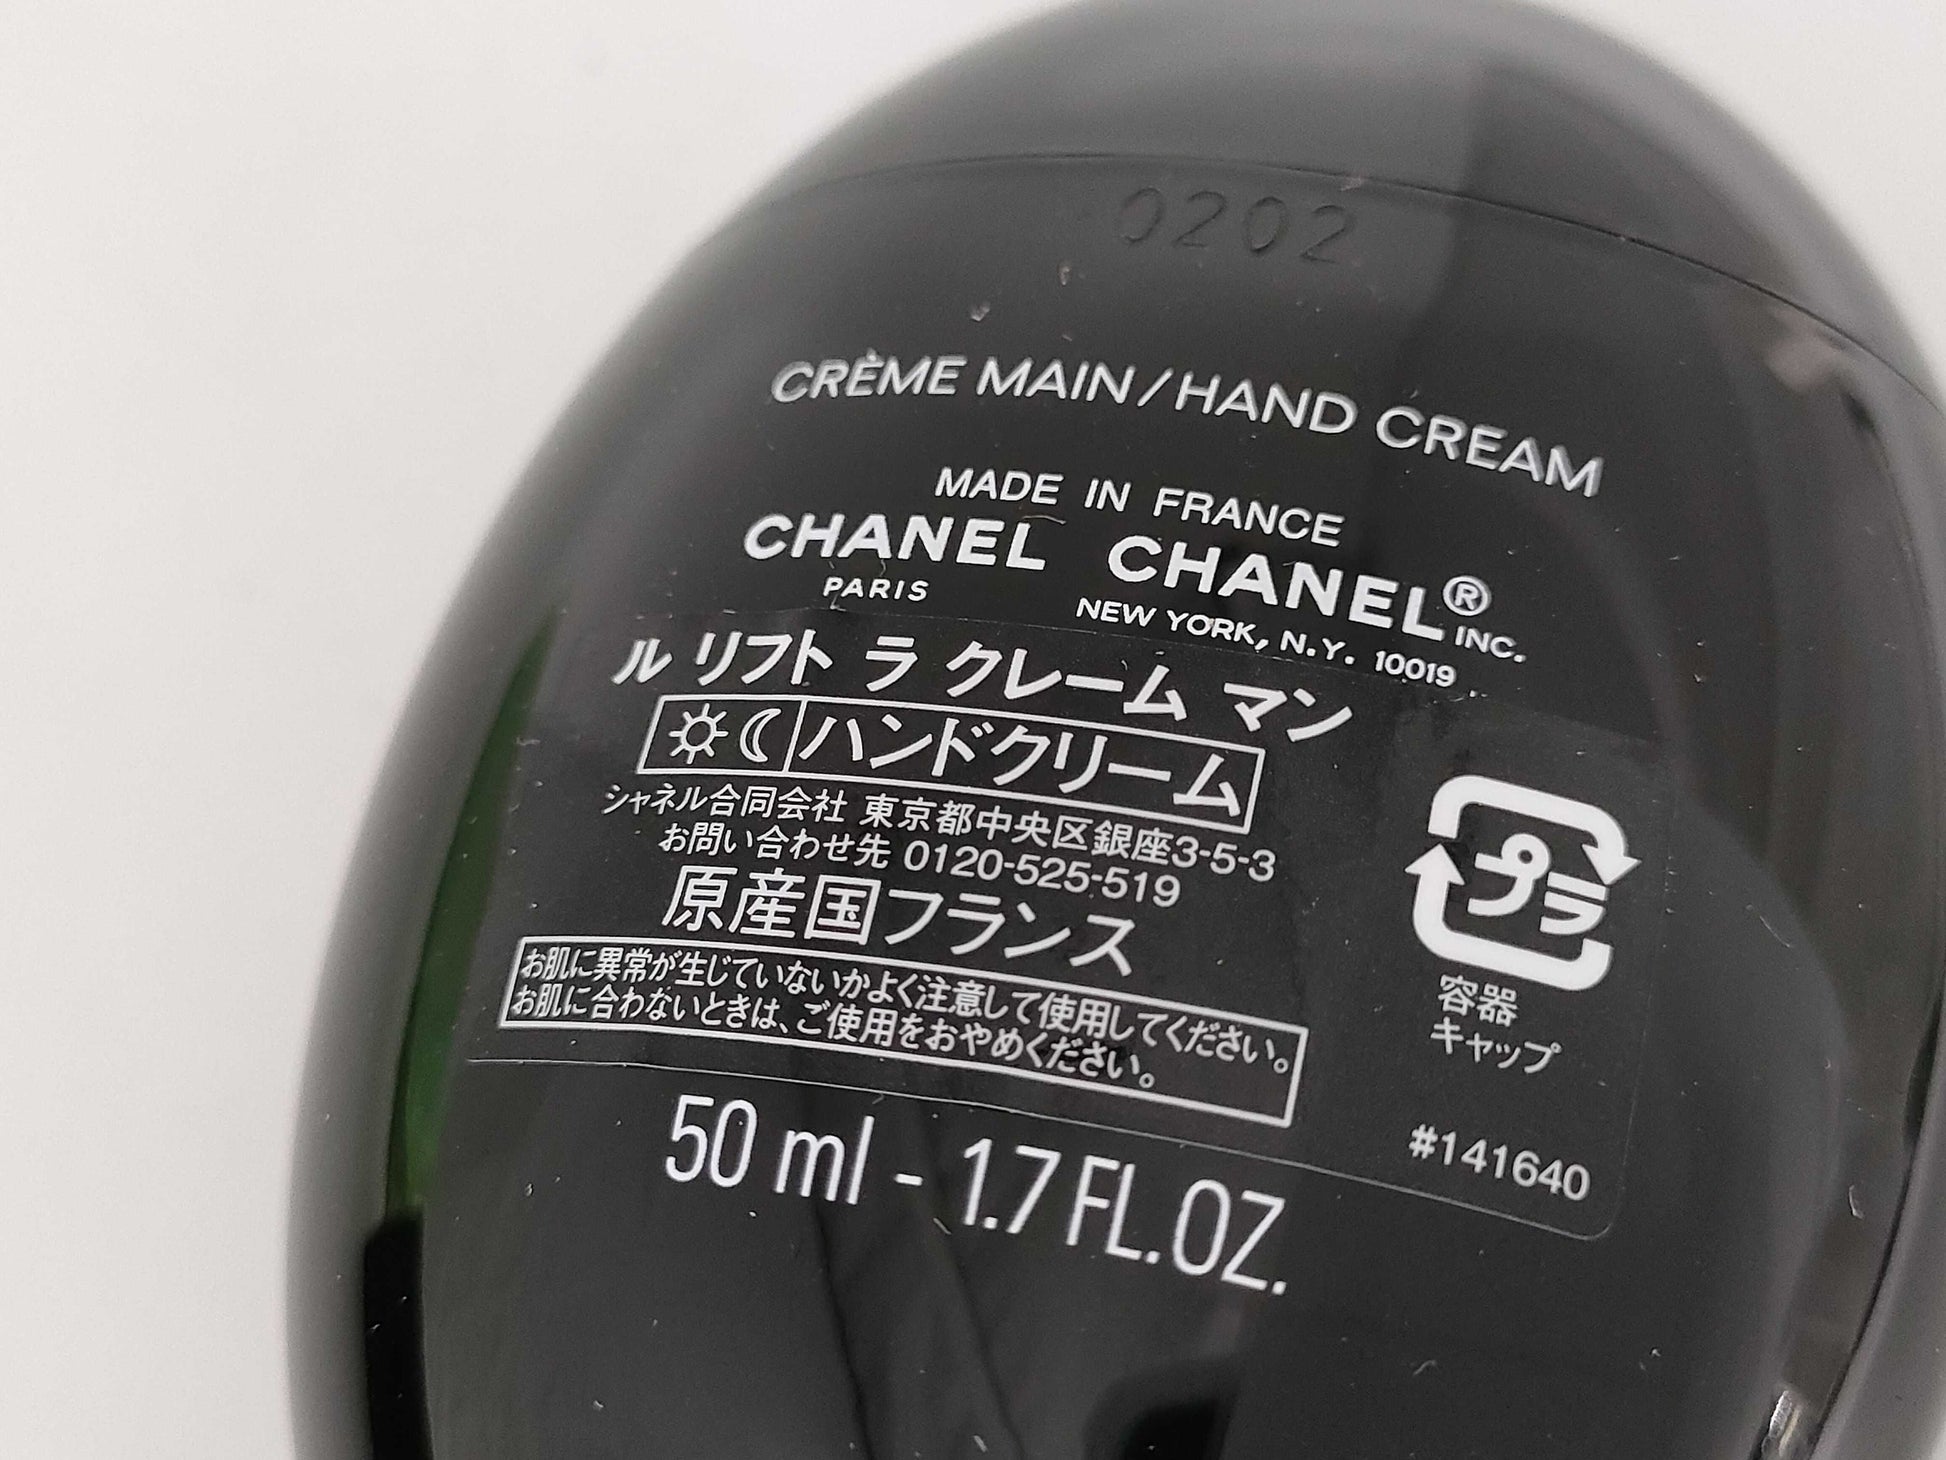 0202
CRÈME MAIN/HAND CREAM
MADE IN FRANCE
CHANEL CHANEL® INC.
PARIS NEW YORK, N.Y. 10019
ル リフト ラ クレーム マン
ハンドクリーム
シャネル合同会社 東京都中央区銀座3-5-3
お問い合わせ先 0120-525-519
原産国フランス
お肌に異常が生じていないかよく注意して使用してください。
お肌に合わないときは、ご使用をおやめください。
プラ
容器
キャップ
#141640
50 ml - 1.7 FL.OZ.